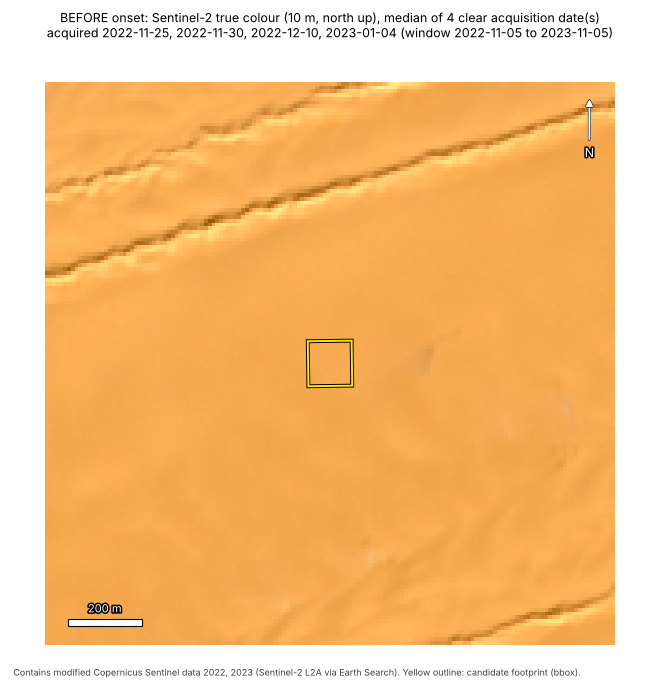 BEFORE onset: Sentinel-2 true colour (10 m, north up), median of 4 clear acquisition date(s)
acquired 2022-11-25, 2022-11-30, 2022-12-10, 2023-01-04 (window 2022-11-05 to 2023-11-05)
N
200 m
Contains modified Copernicus Sentinel data 2022, 2023 (Sentinel-2 L2A via Earth Search). Yellow outline: candidate footprint (bbox).